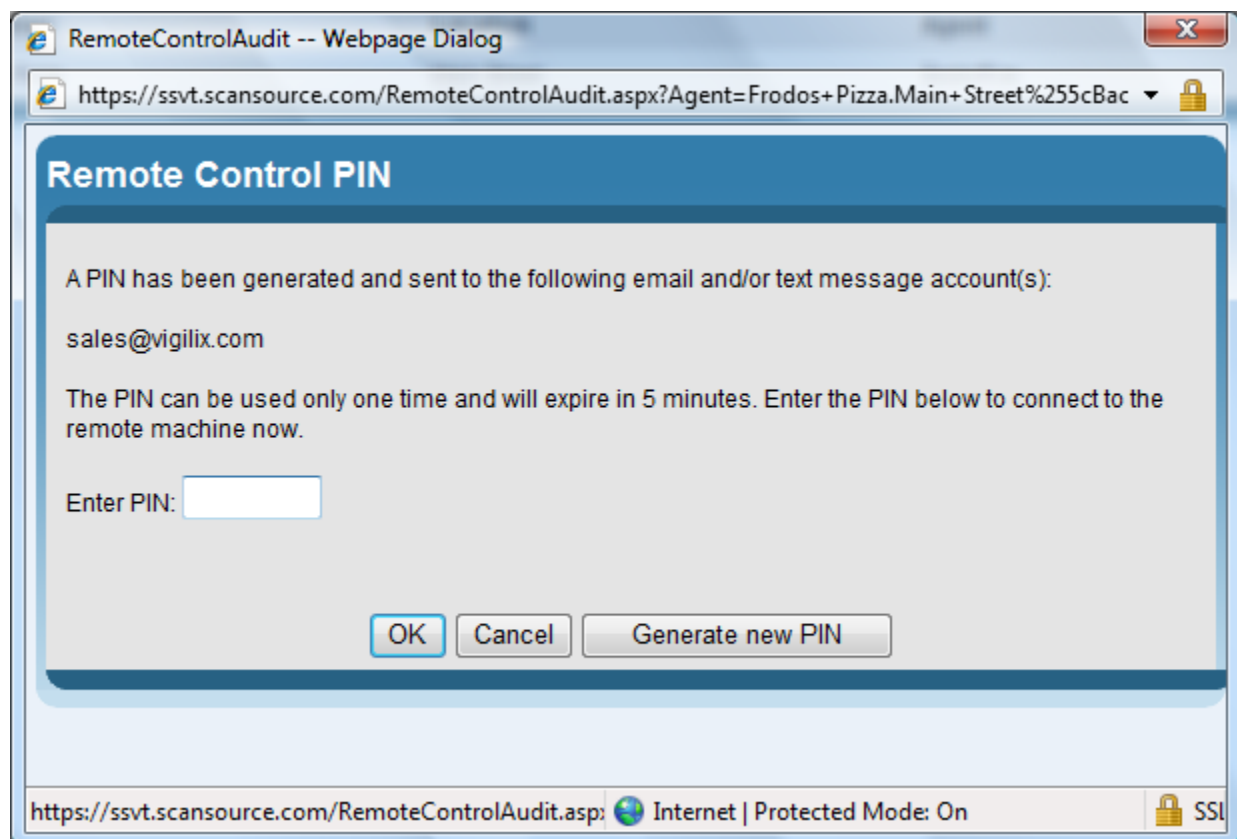 RemoteControlAudit -- Webpage Dialog
https://ssvt.scansource.com/RemoteControlAudit.aspx?Agent=Frodos+Pizza.Main+Street%255cBac
Remote Control PIN
A PIN has been generated and sent to the following email and/or text message account(s):
sales@vigilix.com
The PIN can be used only one time and will expire in 5 minutes. Enter the PIN below to connect to the
remote machine now.
Enter PIN:
OK Cancel Generate new PIN
https://ssvt.scansource.com/RemoteControlAudit.asp Internet | Protected Mode: On SSL